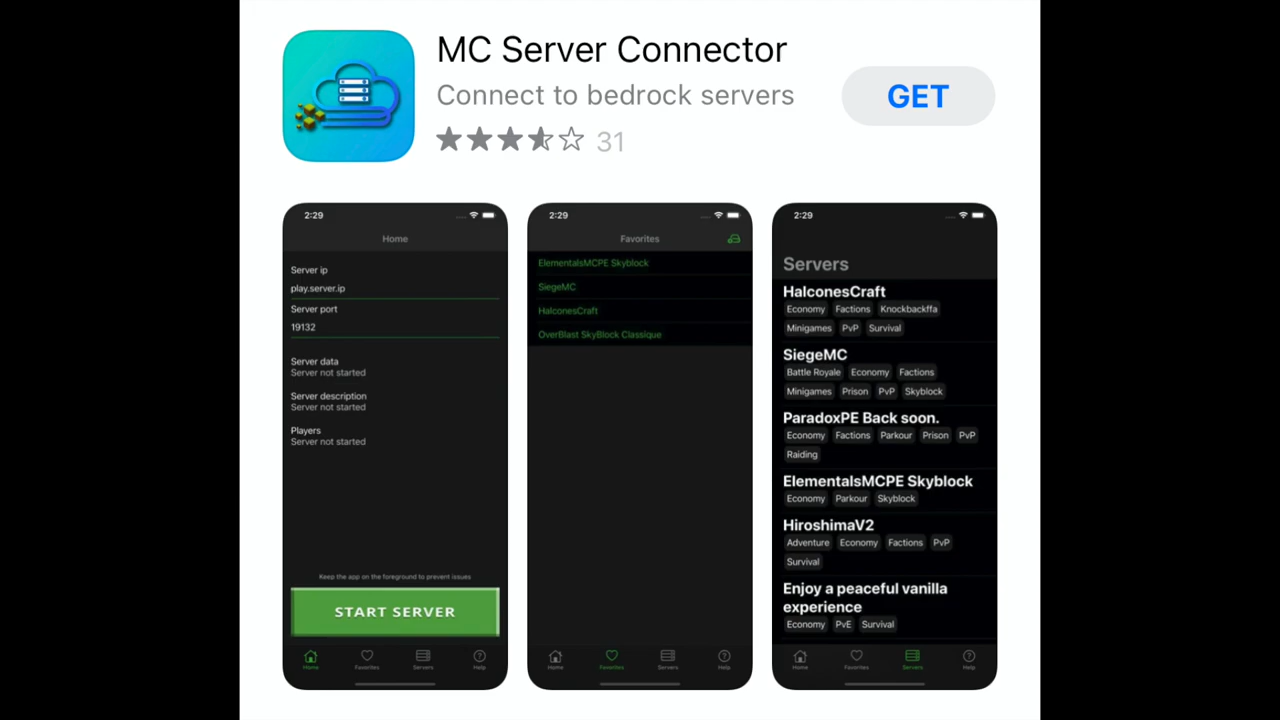 MC Server Connector
Connect to bedrock servers
GET
31
2:29
Home
Server ip
play.server.ip
Server port
19132
Server data
Server not started
Server description
Server not started
Players
Server not started
Keep the app on the foreground to prevent issues
START SERVER
Home Favorites Servers Help
2:29
Favorites
ElementalsMCPE Skyblock
SiegeMC
HalconesCraft
OverBlast SkyBlock Classique
Home Favorites Servers Help
2:29
Servers
HalconesCraft
Economy Factions Knockbackffa
Minigames PvP Survival
SiegeMC
Battle Royale Economy Factions
Minigames Prison PvP Skyblock
ParadoxPE Back soon.
Economy Factions Parkour Prison PvP
Raiding
ElementalsMCPE Skyblock
Economy Parkour Skyblock
HiroshimaV2
Adventure Economy Factions PvP
Survival
Enjoy a peaceful vanilla
experience
Economy PvE Survival
Home Favorites Servers Help